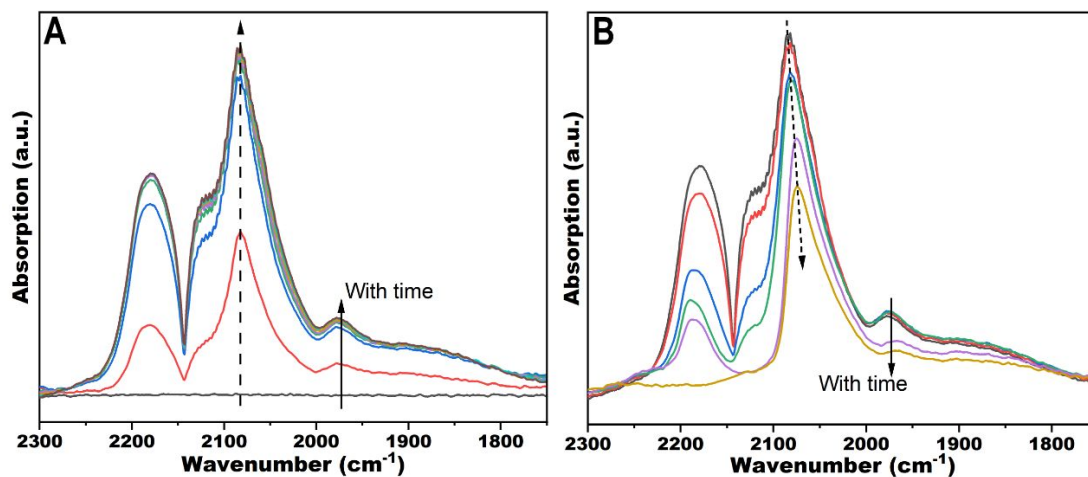 A
Absorption (a.u.)
With time
2300 2200 2100 2000 1900 1800
Wavenumber (cm⁻¹)
B
Absorption (a.u.)
With time
2300 2200 2100 2000 1900 1800
Wavenumber (cm⁻¹)